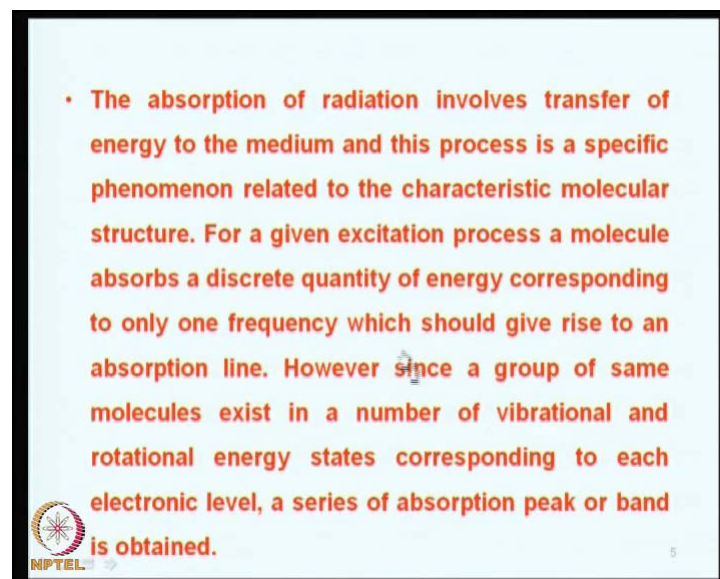 • The absorption of radiation involves transfer of
energy to the medium and this process is a specific
phenomenon related to the characteristic molecular
structure. For a given excitation process a molecule
absorbs a discrete quantity of energy corresponding
to only one frequency which should give rise to an
absorption line. However since a group of same
molecules exist in a number of vibrational and
rotational energy states corresponding to each
electronic level, a series of absorption peak or band
is obtained.
5
NPTEL